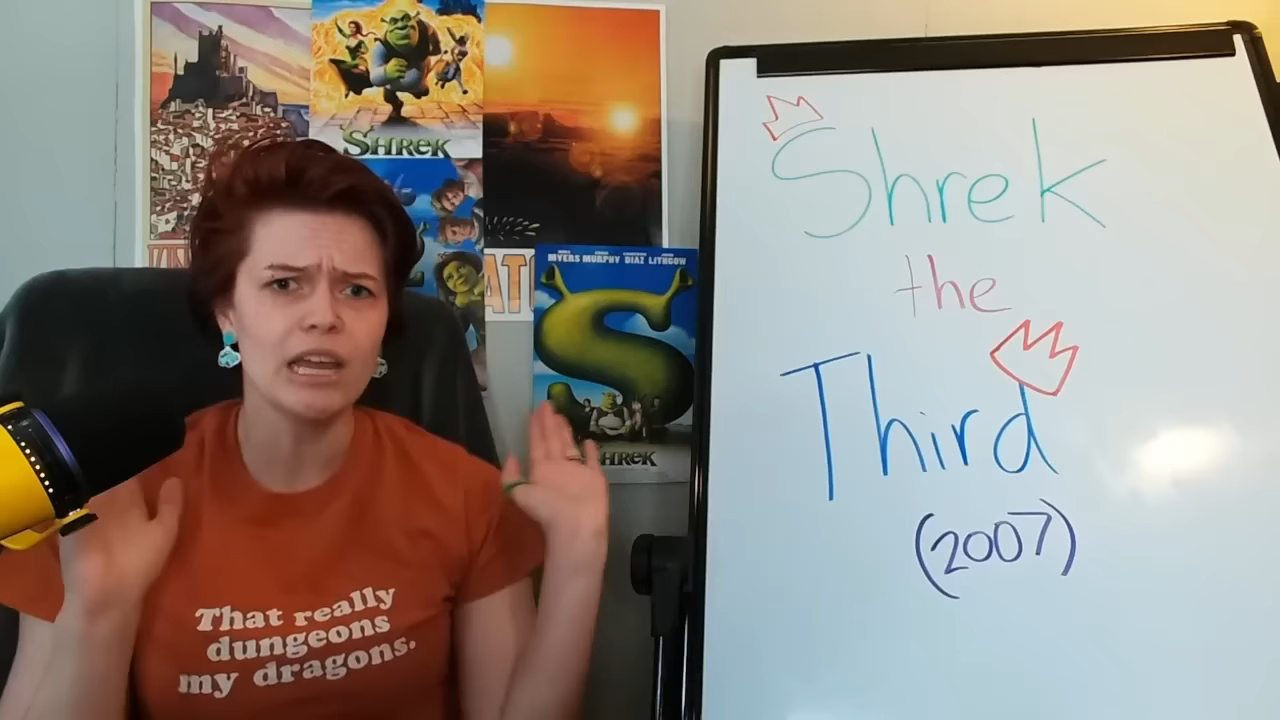 SHREK
MYERS MURPHY DIAZ LITHGOW
SHREK
That really
dungeons
my dragons.
Shrek
the
Third
(2007)